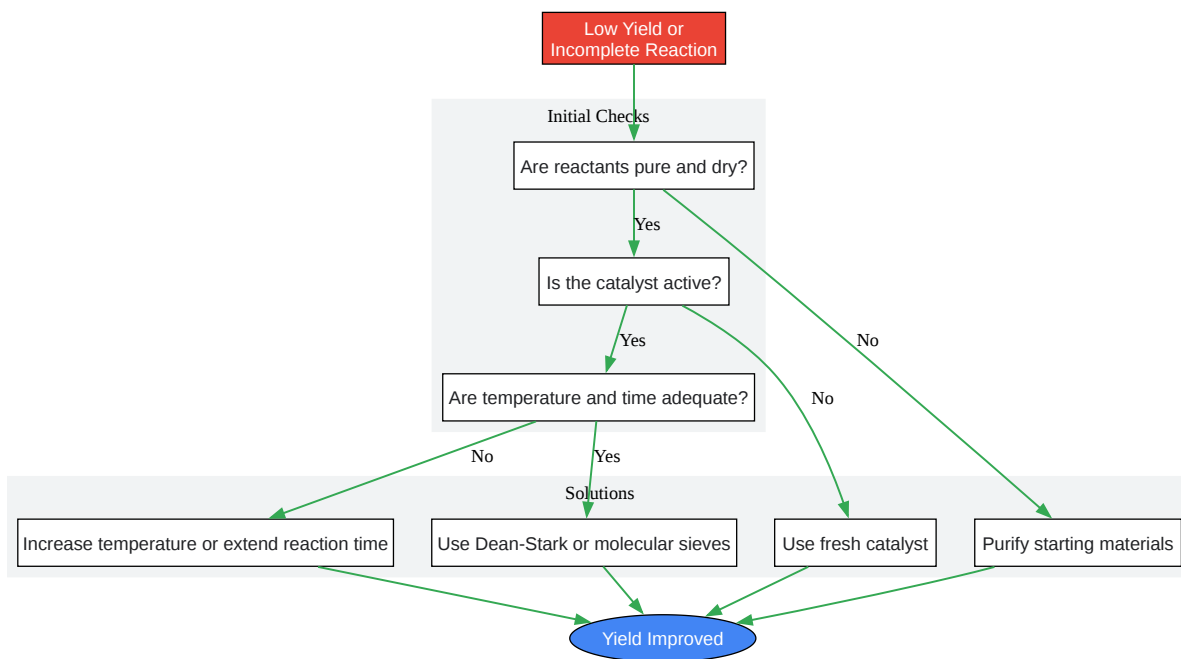 Low Yield or
Incomplete Reaction
Initial Checks
Are reactants pure and dry?
Yes
Is the catalyst active?
Yes
No
Are temperature and time adequate?
No
No
Yes
Solutions
Increase temperature or extend reaction time
Use Dean-Stark or molecular sieves
Use fresh catalyst
Purify starting materials
Yield Improved